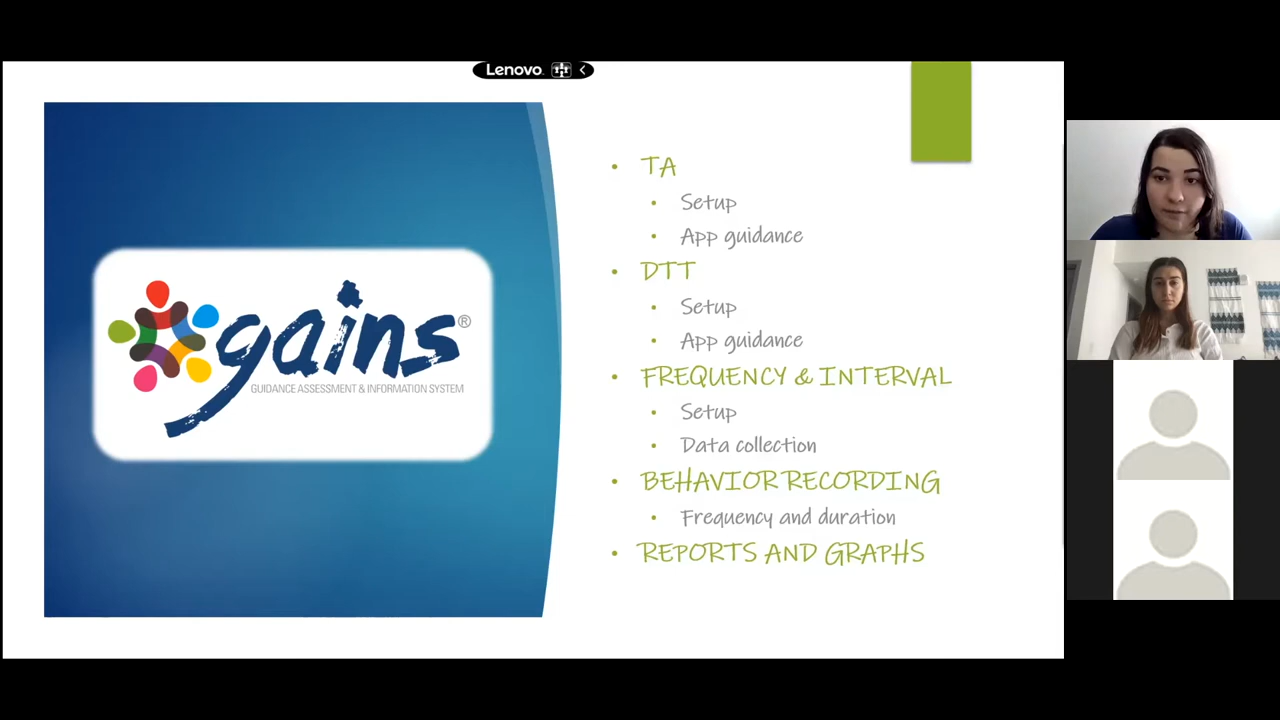 Lenovo
gains®
GUIDANCE ASSESSMENT & INFORMATION SYSTEM
• TA
• Setup
• App guidance
• DTT
• Setup
• App guidance
• FREQUENCY & INTERVAL
• Setup
• Data collection
• BEHAVIOR RECORDING
• Frequency and duration
• REPORTS AND GRAPHS